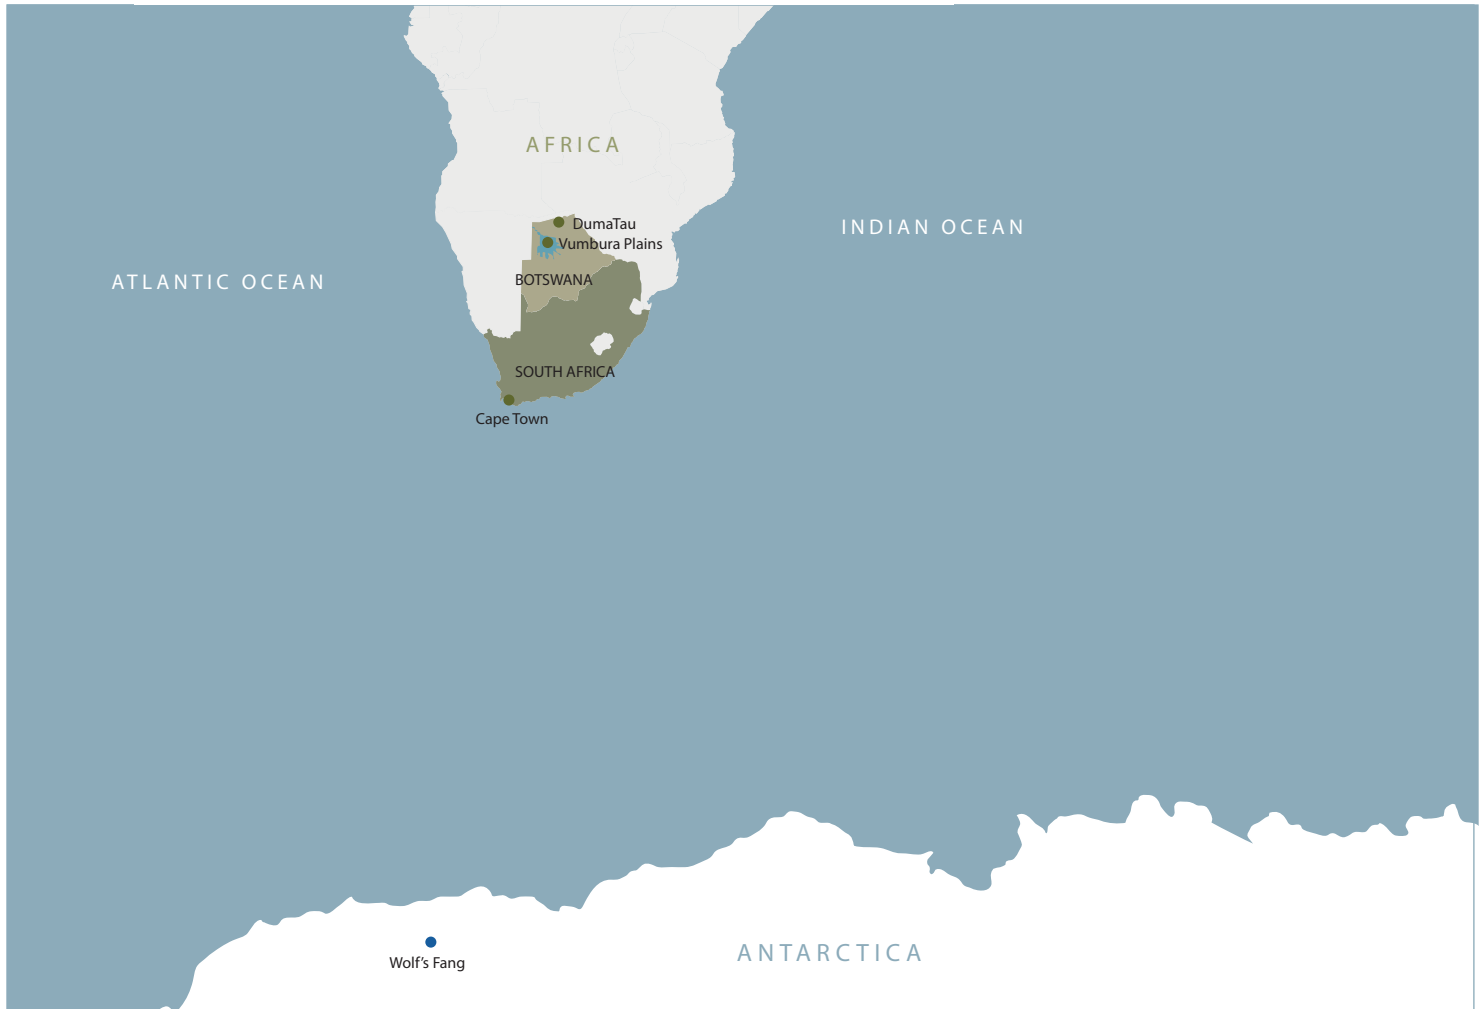 AFRICA
DumaTau
INDIAN OCEAN
Vumbura Plains
BOTSWANA
ATLANTIC OCEAN
SOUTH AFRICA
Cape Town
ANTARCTICA
Wolf's Fang